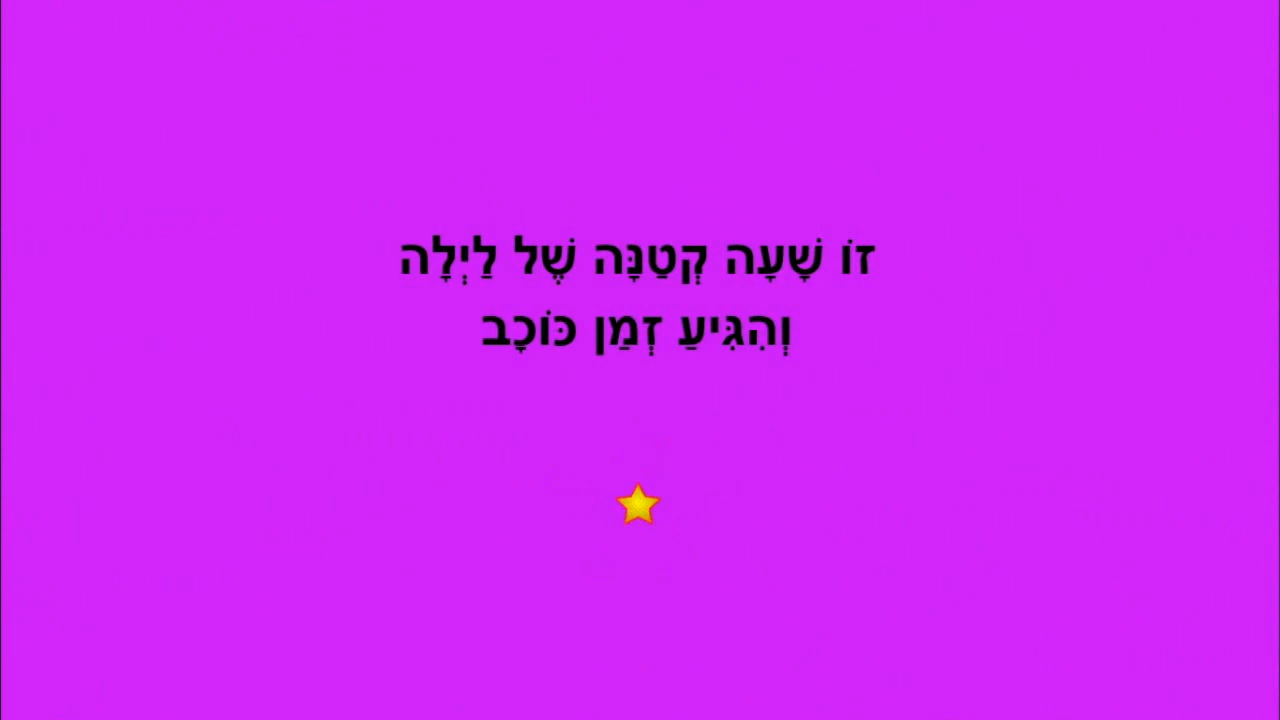 זוֹ שָׁעָה קְטַנָּה שֶׁל לַיְלָה
וְהִגִּיעַ זְמַן כּוֹכָב